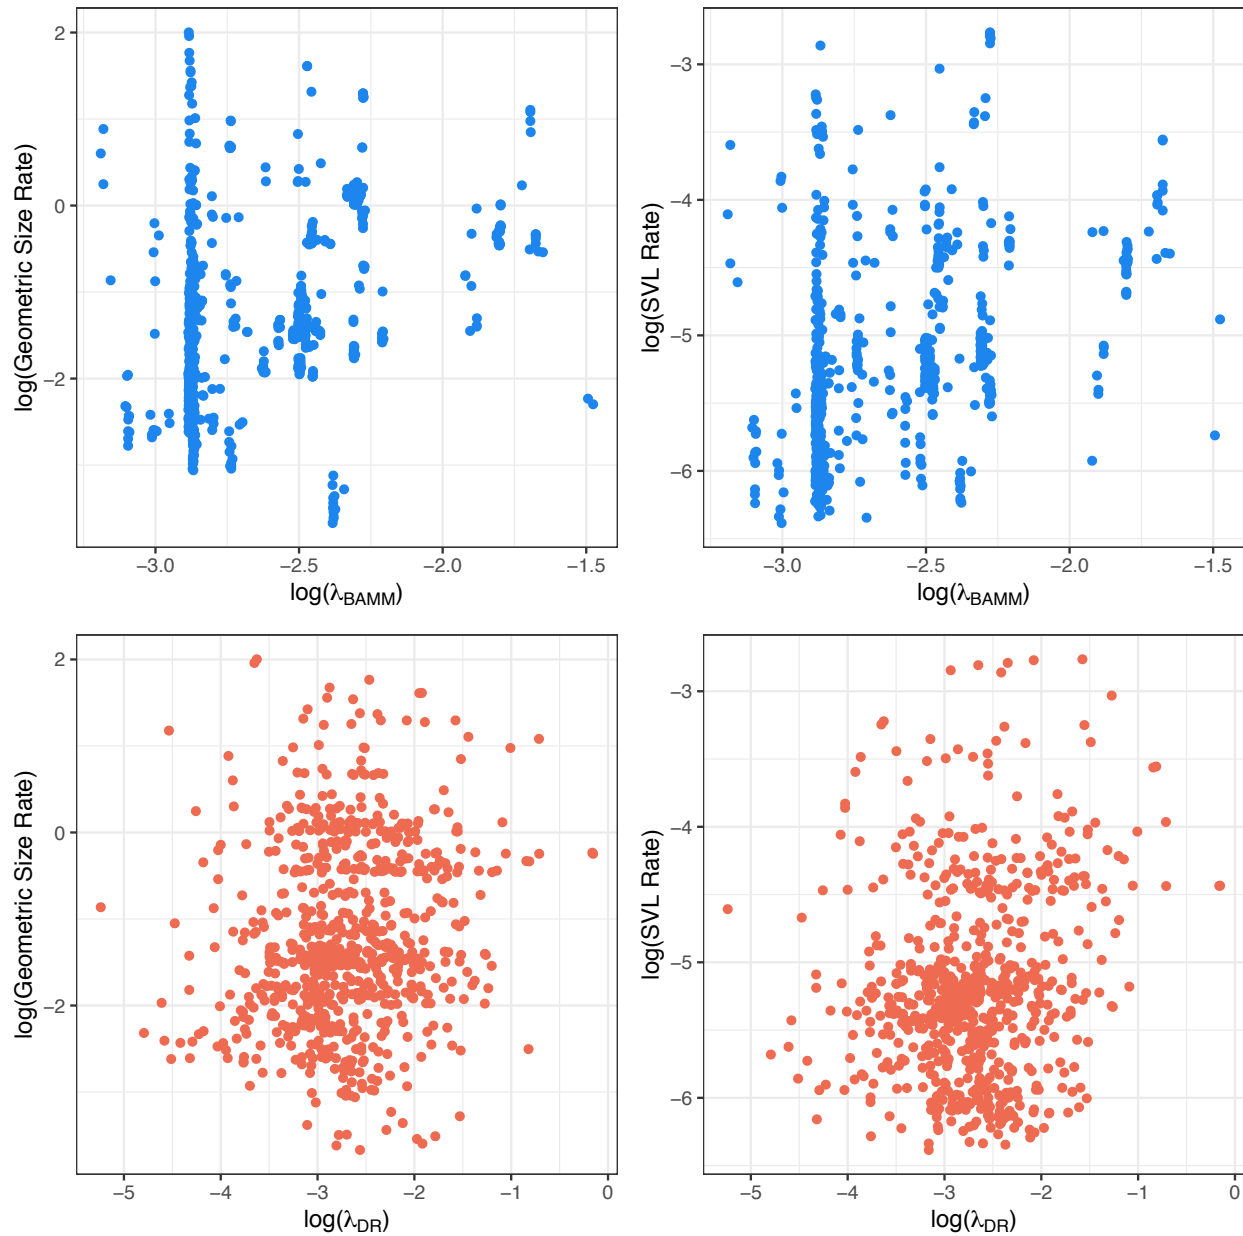 log(Geometric Size Rate)
2
0
−2
−3.0 −2.5 −2.0 −1.5
log(λBAMM)
log(SVL Rate)
−3
−4
−5
−6
−3.0 −2.5 −2.0 −1.5
log(λBAMM)
log(Geometric Size Rate)
2
0
−2
−5 −4 −3 −2 −1 0
log(λDR)
log(SVL Rate)
−3
−4
−5
−6
−5 −4 −3 −2 −1 0
log(λDR)